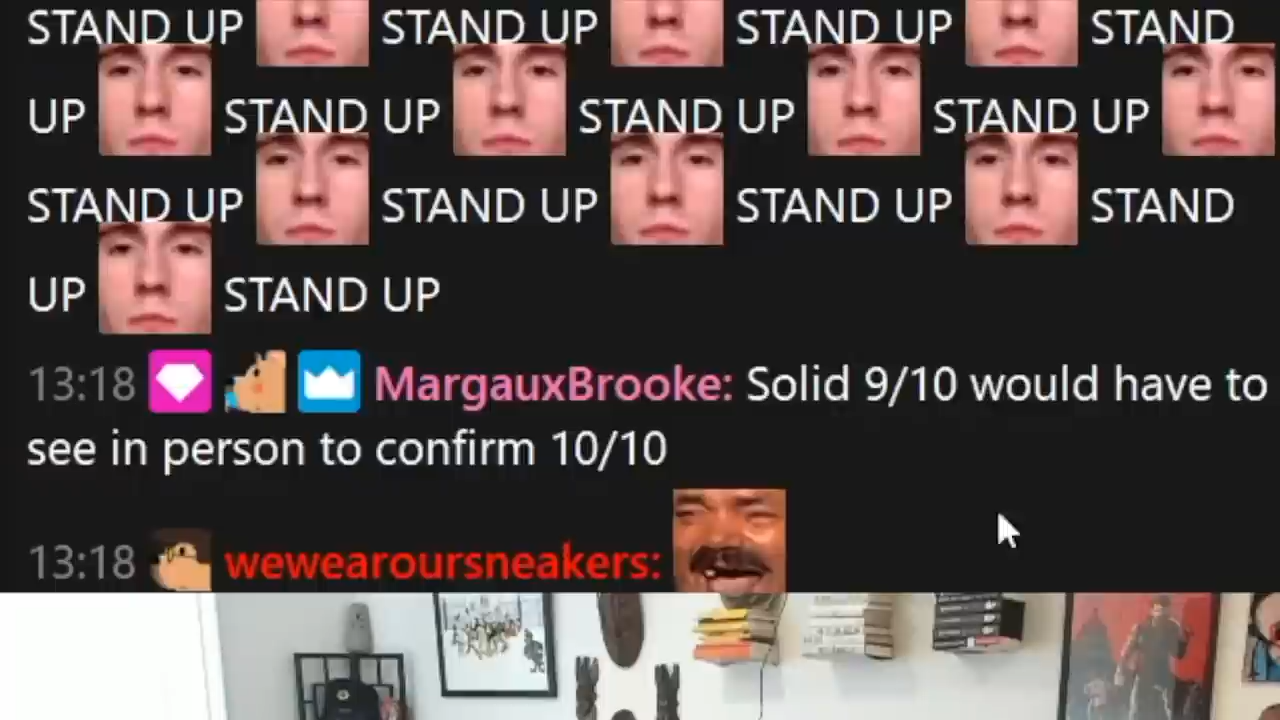 STAND UP STAND UP STAND UP STAND
UP STAND UP STAND UP STAND UP
STAND UP STAND UP STAND UP STAND
UP STAND UP
13:18 MargauxBrooke: Solid 9/10 would have to
see in person to confirm 10/10
13:18 wewearoursneakers: